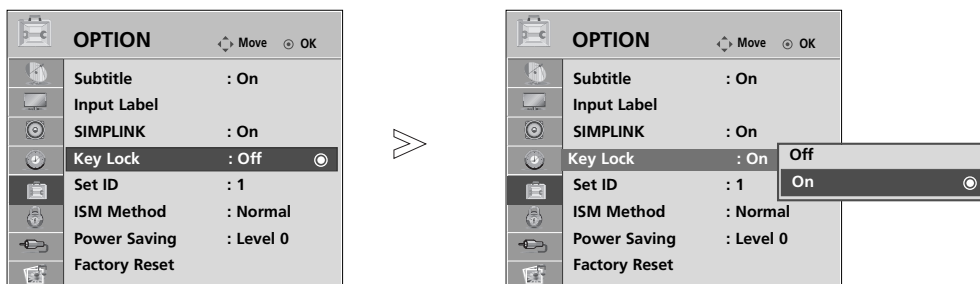 OPTION Move OK
Subtitle : On
Input Label
SIMPLINK : On
Key Lock : Off
Set ID : 1
ISM Method : Normal
Power Saving : Level 0
Factory Reset
OPTION Move OK
Subtitle : On
Input Label
SIMPLINK : On
Key Lock : On
Set ID : 1
ISM Method : Normal
Power Saving : Level 0
Factory Reset
Off
On